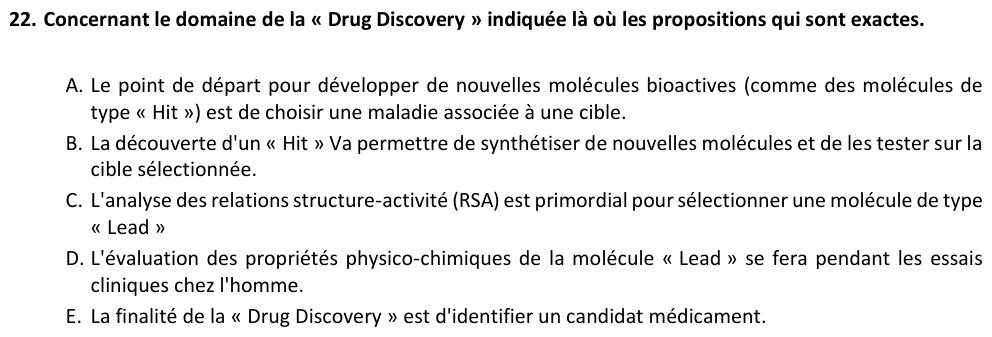 22. Concernant le domaine de la « Drug Discovery » indiquée là où les propositions qui sont exactes.
A. Le point de départ pour développer de nouvelles molécules bioactives (comme des molécules de
type « Hit ») est de choisir une maladie associée à une cible.
B. La découverte d'un « Hit » Va permettre de synthétiser de nouvelles molécules et de les tester sur la
cible sélectionnée.
C. L'analyse des relations structure-activité (RSA) est primordial pour sélectionner une molécule de type
« Lead »
D. L'évaluation des propriétés physico-chimiques de la molécule « Lead » se fera pendant les essais
cliniques chez l'homme.
E. La finalité de la « Drug Discovery » est d'identifier un candidat médicament.